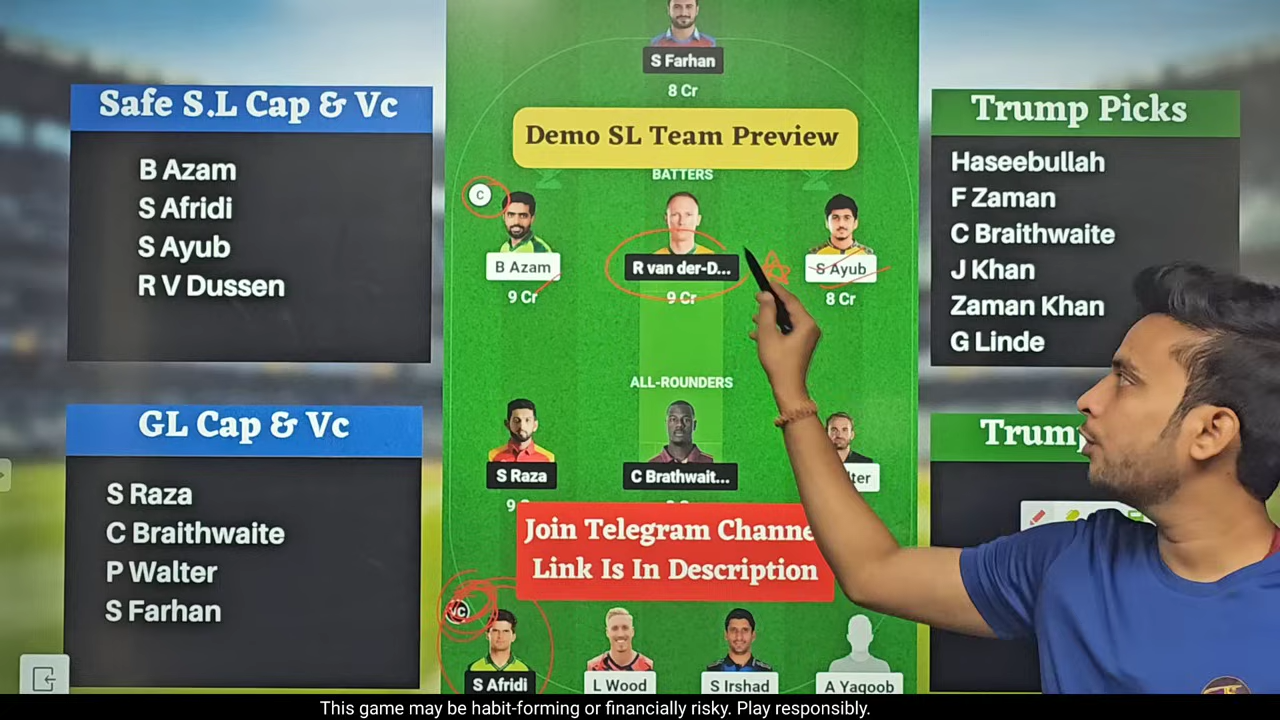 Safe S.L Cap & Vc
B Azam
S Afridi
S Ayub
R V Dussen
GL Cap & Vc
S Raza
C Braithwaite
P Walter
S Farhan
S Farhan
8 Cr
Demo SL Team Preview
BATTERS
C
B Azam
R van der-D...
S Ayub
9 Cr
9 Cr
8 Cr
ALL-ROUNDERS
S Raza
C Brathwait...
ter
Join Telegram Channe
Link Is In Description
VC
S Afridi
L Wood
S Irshad
A Yaqoob
Trump Picks
Haseebullah
F Zaman
C Braithwaite
J Khan
Zaman Khan
G Linde
Trump
This game may be habit-forming or financially risky. Play responsibly.